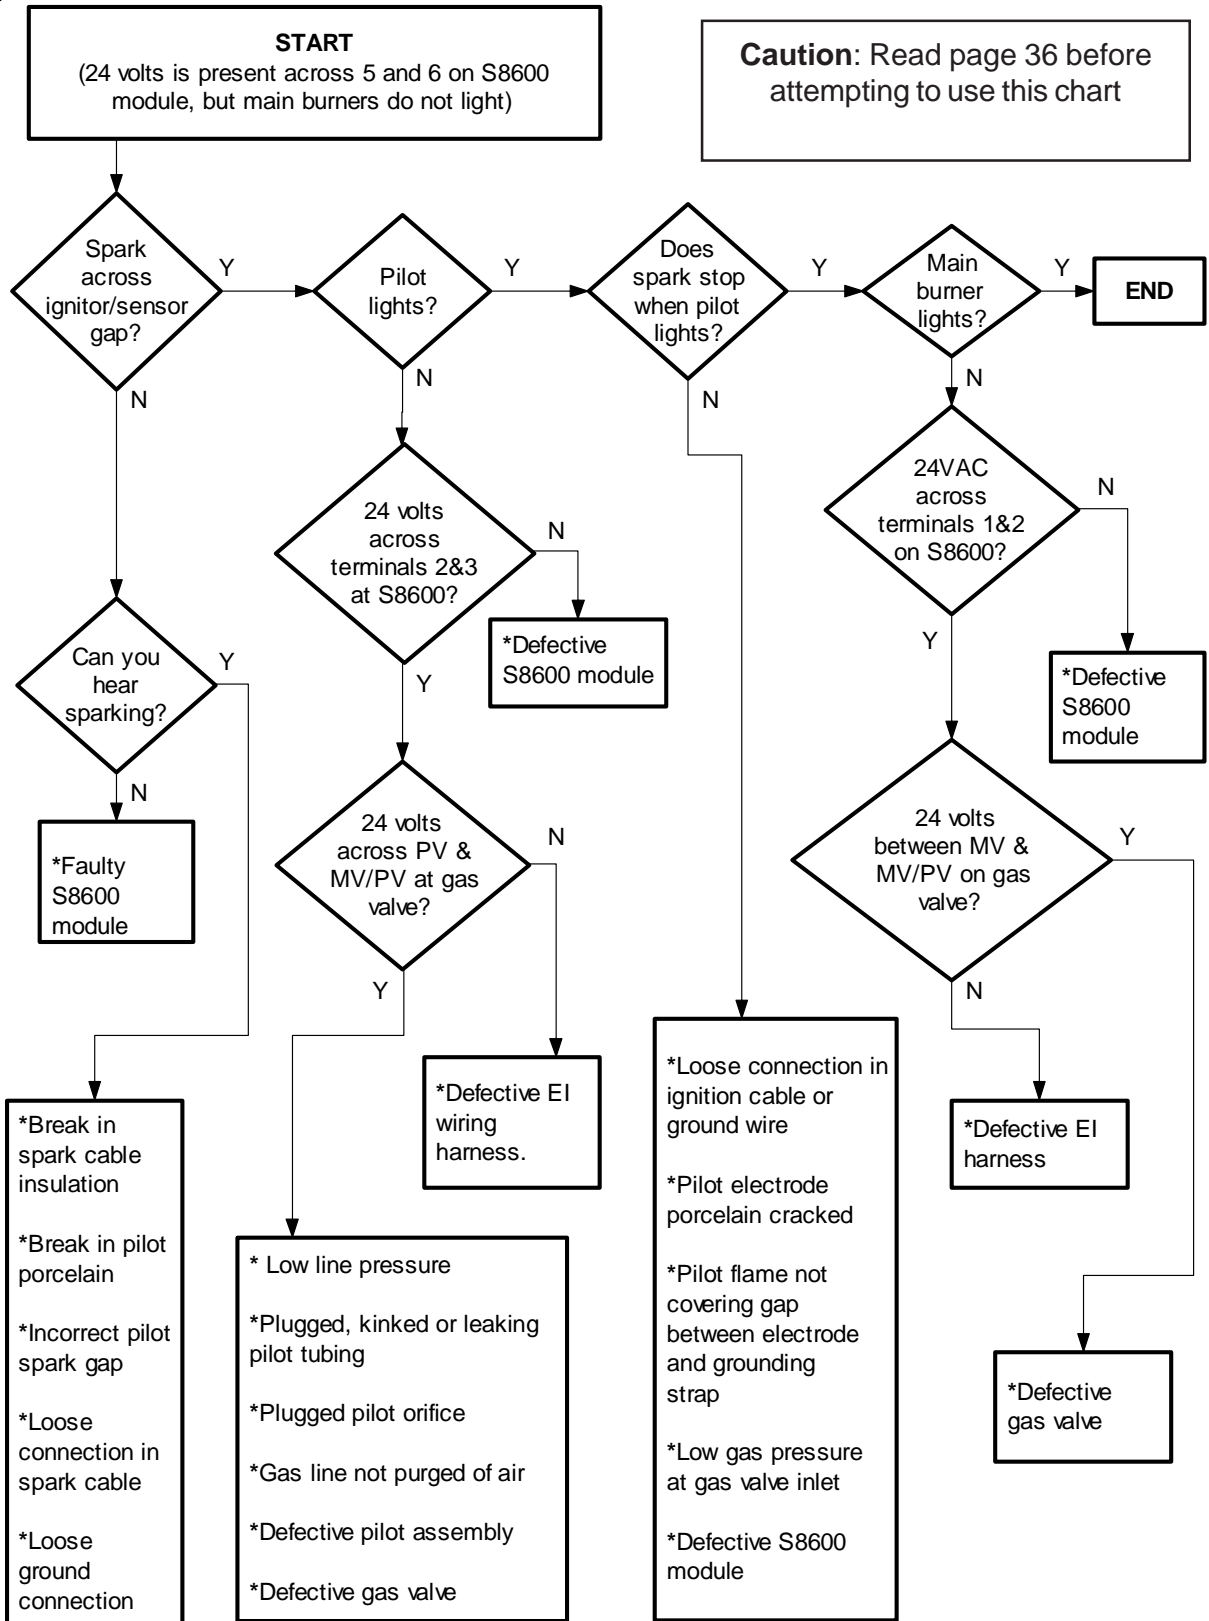 START
(24 volts is present across 5 and 6 on S8600
module, but main burners do not light)
Caution: Read page 36 before
attempting to use this chart
Spark
across
ignitor/sensor
gap?
Y
N
Pilot
lights?
Y
N
Does
spark stop
when pilot
lights?
Y
N
Main
burner
lights?
Y
N
END
24 volts
across
terminals 2&3
at S8600?
N
Y
*Defective
S8600 module
24VAC
across
terminals 1&2
on S8600?
N
Y
*Defective
S8600
module
Can you
hear
sparking?
Y
N
*Faulty
S8600
module
24 volts
across PV &
MV/PV at gas
valve?
N
Y
24 volts
between MV &
MV/PV on gas
valve?
Y
N
*Break in
spark cable
insulation
*Break in pilot
porcelain
*Incorrect pilot
spark gap
*Loose
connection in
spark cable
*Loose
ground
connection
* Low line pressure
*Plugged, kinked or leaking
pilot tubing
*Plugged pilot orifice
*Gas line not purged of air
*Defective pilot assembly
*Defective gas valve
*Defective EI
wiring
harness.
*Loose connection in
ignition cable or
ground wire
*Pilot electrode
porcelain cracked
*Pilot flame not
covering gap
between electrode
and grounding
strap
*Low gas pressure
at gas valve inlet
*Defective S8600
module
*Defective EI
harness
*Defective
gas valve